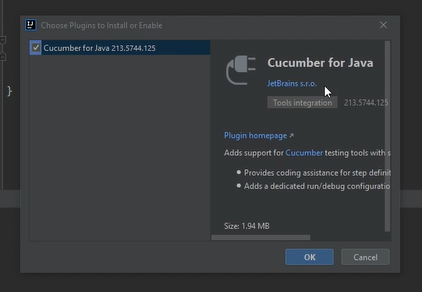 Choose Plugins to Install or Enable
Cucumber for Java 213.5744.125
Cucumber for Java
JetBrains s.r.o.
Tools integration 213.5744.125
Plugin homepage ↗
Adds support for Cucumber testing tools with s
• Provides coding assistance for step definit
• Adds a dedicated run/debug configuratio
Size: 1.94 MB
}
OK Cancel